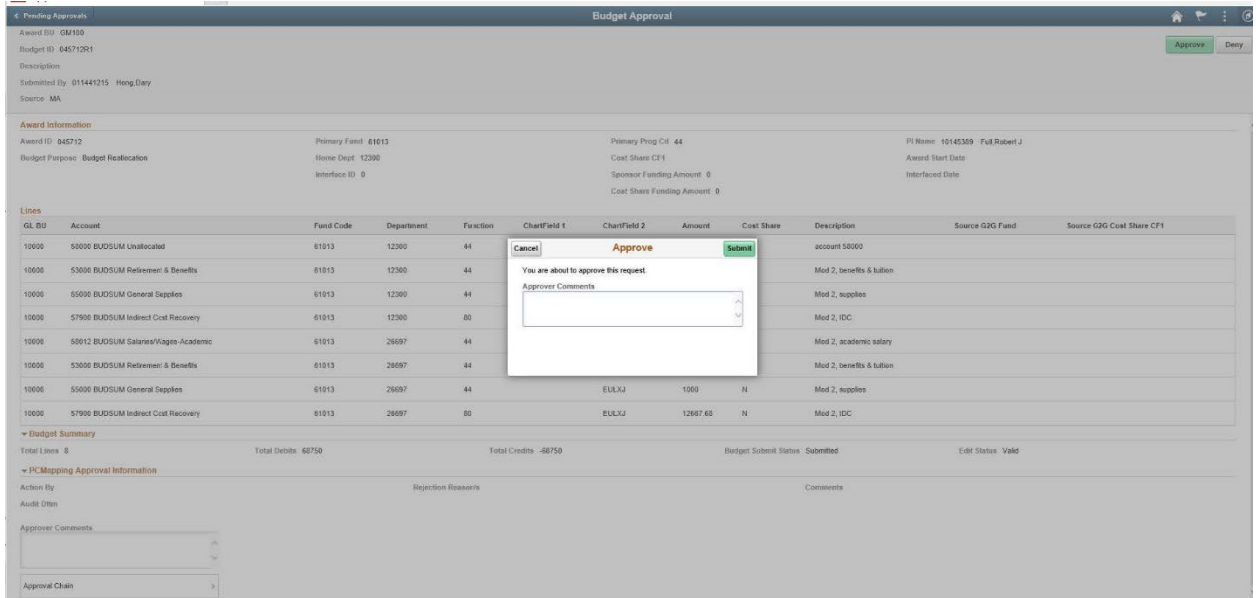 Pending Approvals
Budget Approval
Award BU GM100
Budget ID 045712R1
Approve Deny
Description
Submitted By 011441215 Hong,Dary
Source MA
Award Information
Award ID 045712 Primary Fund 61013 Primary Prog Cd 44 PI Name 10145389 Full,Robert J
Budget Purpose Budget Reallocation Home Dept 12300 Cost Share CF1 Award Start Date
Interface ID 0 Sponsor Funding Amount 0 Interfaced Date
Cost Share Funding Amount 0
Lines
GL BU Account Fund Code Department Function ChartField 1 ChartField 2 Amount Cost Share Description Source G2G Fund Source G2G Cost Share CF1
10000 50000 BUDSUM Unallocated 61013 12300 44 account 50000
10000 53000 BUDSUM Retirement & Benefits 61013 12300 44 Mod 2, benefits & tuition
10000 55000 BUDSUM General Supplies 61013 12300 44 Mod 2, supplies
10000 57900 BUDSUM Indirect Cost Recovery 61013 12300 80 Mod 2, IDC
10000 50012 BUDSUM Salaries/Wages-Academic 61013 26697 44 Mod 2, academic salary
10000 53000 BUDSUM Retirement & Benefits 61013 26697 44 Mod 2, benefits & tuition
10000 55000 BUDSUM General Supplies 61013 26697 44 EULXJ 1000 N Mod 2, supplies
10000 57900 BUDSUM Indirect Cost Recovery 61013 26697 80 EULXJ 12667.60 N Mod 2, IDC
Cancel Approve Submit
You are about to approve this request.
Approver Comments
Budget Summary
Total Lines 8 Total Debits 68750 Total Credits -68750 Budget Submit Status Submitted Edit Status Valid
PCMapping Approval Information
Action By Rejection Reasons Comments
Audit Dttm
Approver Comments
Approval Chain